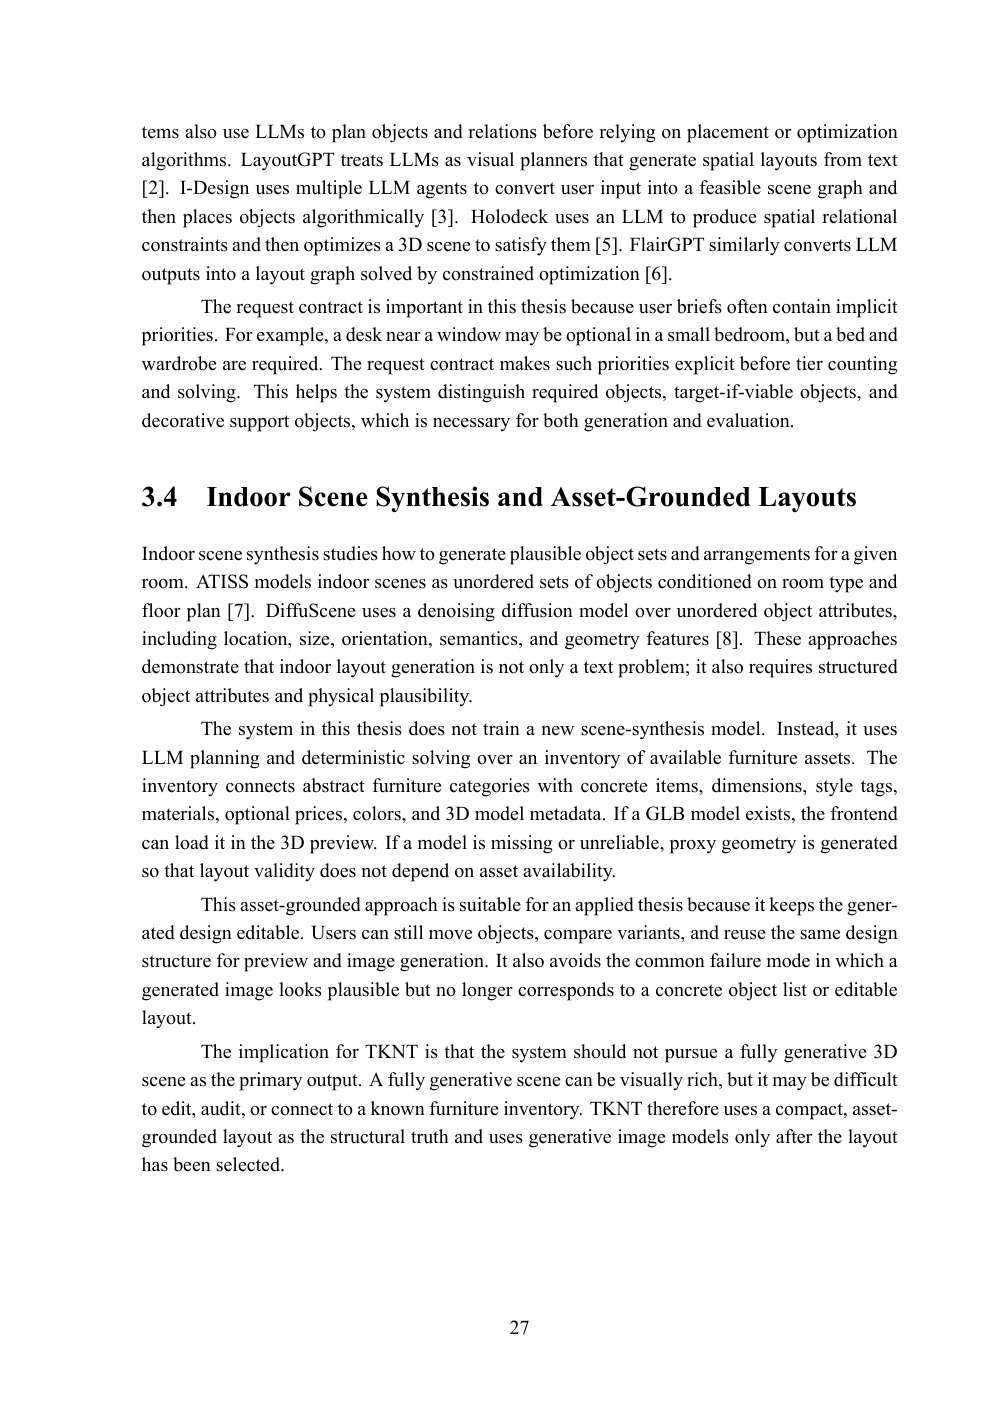 tems also use LLMs to plan objects and relations before relying on placement or optimization
algorithms. LayoutGPT treats LLMs as visual planners that generate spatial layouts from text
[2]. I-Design uses multiple LLM agents to convert user input into a feasible scene graph and
then places objects algorithmically [3]. Holodeck uses an LLM to produce spatial relational
constraints and then optimizes a 3D scene to satisfy them [5]. FlairGPT similarly converts LLM
outputs into a layout graph solved by constrained optimization [6].
The request contract is important in this thesis because user briefs often contain implicit
priorities. For example, a desk near a window may be optional in a small bedroom, but a bed and
wardrobe are required. The request contract makes such priorities explicit before tier counting
and solving. This helps the system distinguish required objects, target-if-viable objects, and
decorative support objects, which is necessary for both generation and evaluation.
3.4 Indoor Scene Synthesis and Asset-Grounded Layouts
Indoor scene synthesis studies how to generate plausible object sets and arrangements for a given
room. ATISS models indoor scenes as unordered sets of objects conditioned on room type and
floor plan [7]. DiffuScene uses a denoising diffusion model over unordered object attributes,
including location, size, orientation, semantics, and geometry features [8]. These approaches
demonstrate that indoor layout generation is not only a text problem; it also requires structured
object attributes and physical plausibility.
The system in this thesis does not train a new scene-synthesis model. Instead, it uses
LLM planning and deterministic solving over an inventory of available furniture assets. The
inventory connects abstract furniture categories with concrete items, dimensions, style tags,
materials, optional prices, colors, and 3D model metadata. If a GLB model exists, the frontend
can load it in the 3D preview. If a model is missing or unreliable, proxy geometry is generated
so that layout validity does not depend on asset availability.
This asset-grounded approach is suitable for an applied thesis because it keeps the gener-
ated design editable. Users can still move objects, compare variants, and reuse the same design
structure for preview and image generation. It also avoids the common failure mode in which a
generated image looks plausible but no longer corresponds to a concrete object list or editable
layout.
The implication for TKNT is that the system should not pursue a fully generative 3D
scene as the primary output. A fully generative scene can be visually rich, but it may be difficult
to edit, audit, or connect to a known furniture inventory. TKNT therefore uses a compact, asset-
grounded layout as the structural truth and uses generative image models only after the layout
has been selected.
27